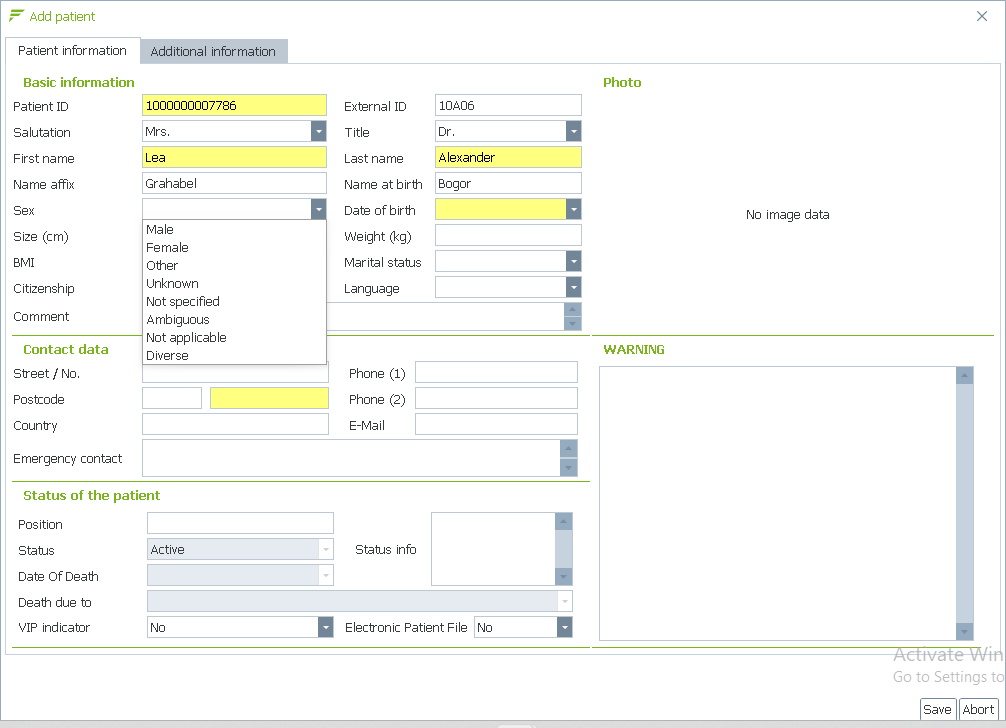 Add patient
Patient information
Additional information
Basic information
Photo
Patient ID 1000000007786 External ID 10A06
Salutation Mrs. Title Dr.
First name Lea Last name Alexander
Name affix Grahabel Name at birth Bogor
Sex Date of birth
No image data
Male
Size (cm) Weight (kg)
Female
Other
BMI Marital status
Unknown
Citizenship Language
Not specified
Comment
Ambiguous
Not applicable
Diverse
Contact data
WARNING
Street / No. Phone (1)
Postcode Phone (2)
Country E-Mail
Emergency contact
Status of the patient
Position
Status Active Status info
Date Of Death
Death due to
VIP indicator No Electronic Patient File No
Activate Win
Go to Settings to
Save Abort